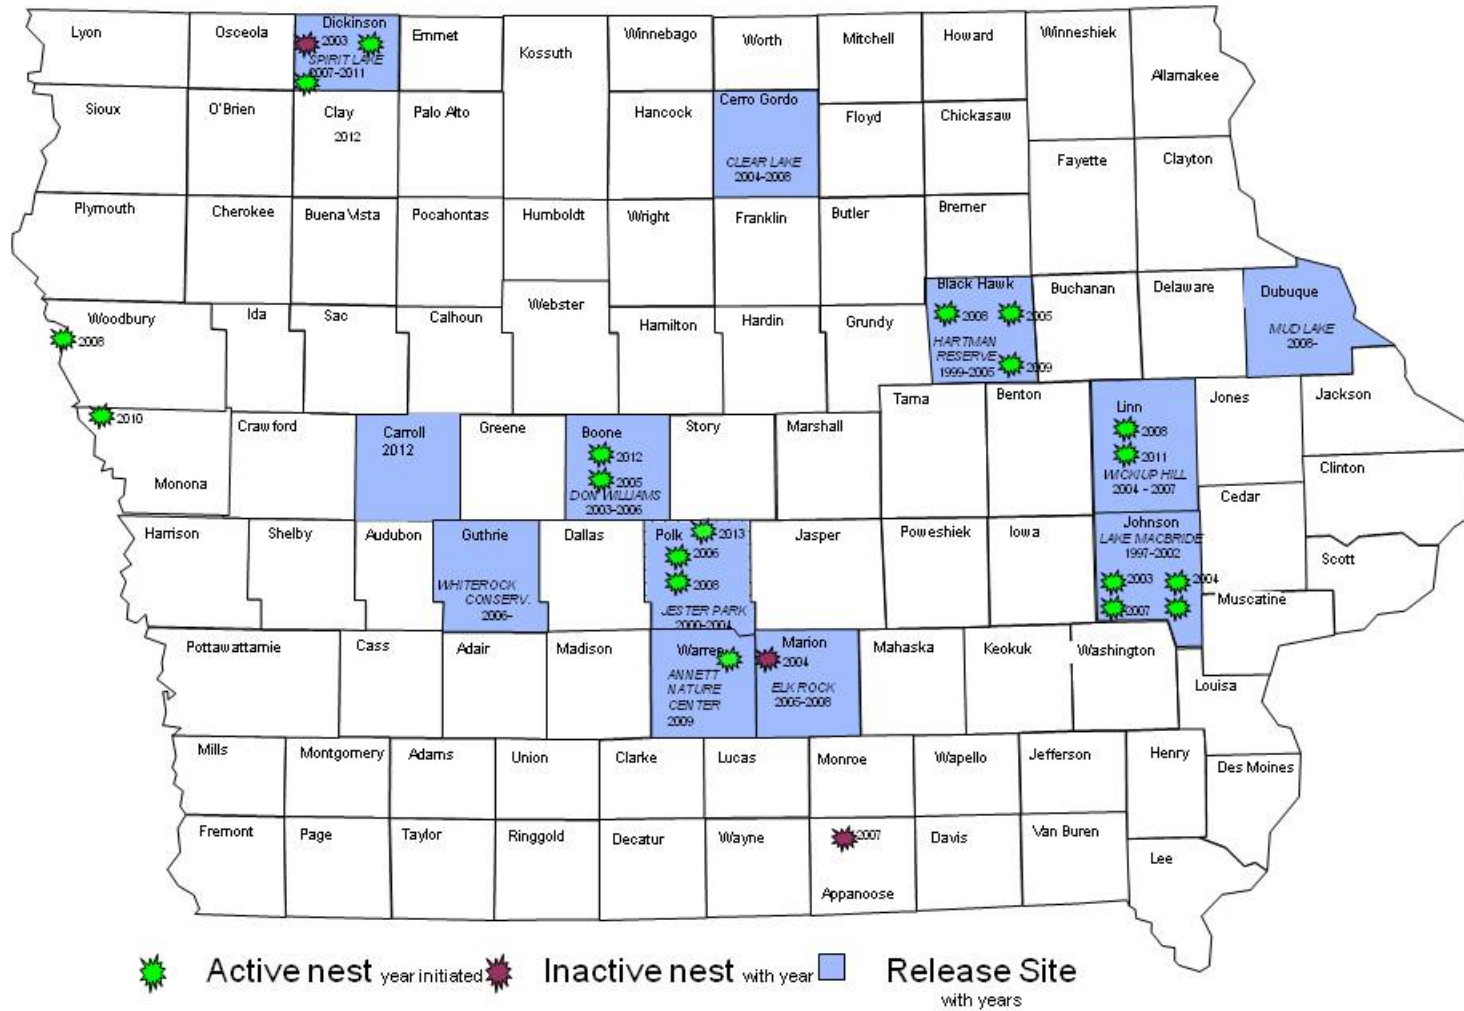 Lyon
Osceola
Dickinson
2003
SPIRIT LAKE
2007-2011
Emmet
Kossuth
Winnebago
Worth
Mitchell
Howard
Winneshiek
Allamakee
Sioux
O'Brien
Clay
2012
Palo Alto
Hancock
Cerro Gordo
CLEAR LAKE
2004-2008
Floyd
Chickasaw
Fayette
Clayton
Plymouth
Cherokee
Buena Vista
Pocahontas
Humboldt
Wright
Franklin
Butler
Bremer
Woodbury
2008
Ida
Sac
Calhoun
Webster
Hamilton
Hardin
Grundy
Black Hawk
2008
2005
HARTMAN
RESERVE
1999-2005
2009
Buchanan
Delaware
Dubuque
MUD LAKE
2008-
2010
Monona
Crawford
Carroll
2012
Greene
Boone
2012
2005
DON WILLIAMS
2003-2006
Story
Marshall
Tama
Benton
Linn
2008
2011
WICKIUP HILL
2004 - 2007
Jones
Jackson
Clinton
Cedar
Harrison
Shelby
Audubon
Guthrie
WHITEROCK
CONSERV.
2006-
Dallas
Polk
2013
2006
2008
JESTER PARK
2000-2004
Jasper
Poweshiek
Iowa
Johnson
LAKE MACBRIDE
1997-2002
2003
2004
2007
Scott
Muscatine
Pottawattamie
Cass
Adair
Madison
Warren
ANNETT
NATURE
CENTER
2009
Marion
2004
ELK ROCK
2005-2008
Mahaska
Keokuk
Washington
Louisa
Mills
Montgomery
Adams
Union
Clarke
Lucas
Monroe
Wapello
Jefferson
Henry
Des Moines
Fremont
Page
Taylor
Ringgold
Decatur
Wayne
2007
Appanoose
Davis
Van Buren
Lee
Active nest year initiated
Inactive nest with year
Release Site
with years